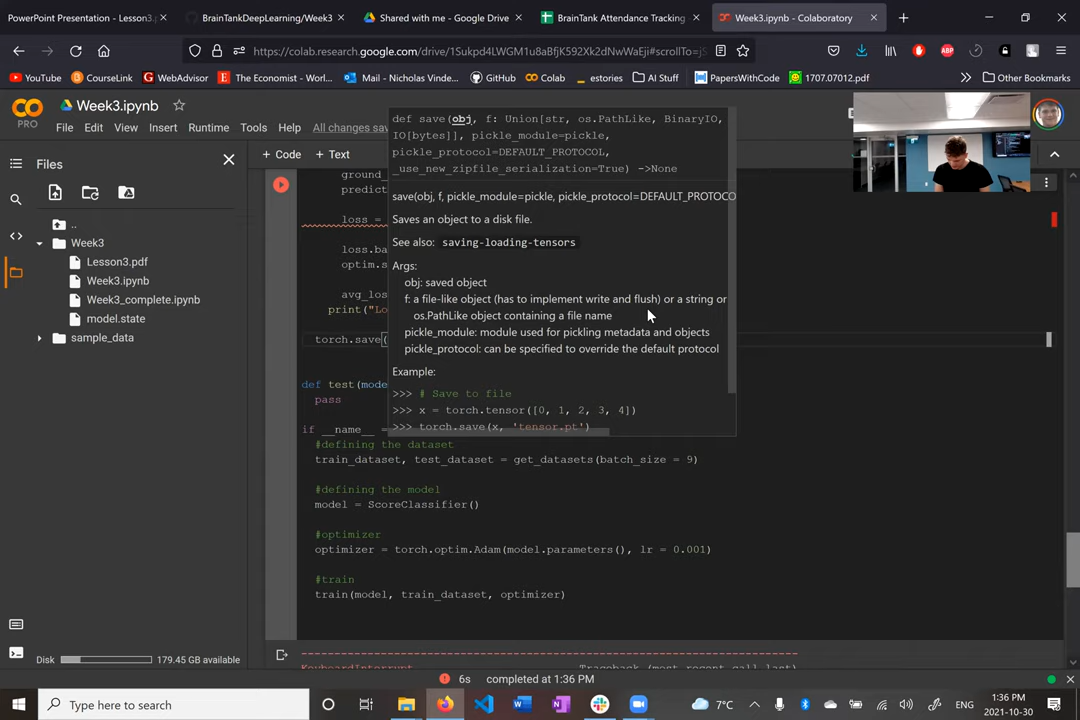 PowerPoint Presentation - Lesson3.p
BrainTankDeepLearning/Week3
Shared with me - Google Drive
BrainTank Attendance Tracking
Week3.ipynb - Colaboratory
https://colab.research.google.com/drive/1Sukpd4LWGM1u8aBfjK592Xk2dNwWaEji#scrollTo=j5
YouTube
CourseLink
WebAdvisor
The Economist - Worl...
Mail - Nicholas Vinde...
GitHub
Colab
estories
AI Stuff
PapersWithCode
1707.07012.pdf
Other Bookmarks
CO
PRO
Week3.ipynb
File Edit View Insert Runtime Tools Help All changes sav
Files
+ Code + Text
..
Week3
Lesson3.pdf
Week3.ipynb
Week3_complete.ipynb
model.state
sample_data
Disk
179.45 GB available
ground_
predict
loss =
loss.ba
optim.s
avg_los
print("Lo
torch.save(
def test(mode
pass
if __name__ =
#defining the dataset
train_dataset, test_dataset = get_datasets(batch_size = 9)
#defining the model
model = ScoreClassifier()
#optimizer
optimizer = torch.optim.Adam(model.parameters(), lr = 0.001)
#train
train(model, train_dataset, optimizer)
def save(obj, f: Union[str, os.PathLike, BinaryIO,
IO[bytes]], pickle_module=pickle,
pickle_protocol=DEFAULT_PROTOCOL,
_use_new_zipfile_serialization=True) ->None
save(obj, f, pickle_module=pickle, pickle_protocol=DEFAULT_PROTOCO
Saves an object to a disk file.
See also: saving-loading-tensors
Args:
obj: saved object
f: a file-like object (has to implement write and flush) or a string or
os.PathLike object containing a file name
pickle_module: module used for pickling metadata and objects
pickle_protocol: can be specified to override the default protocol
Example:
>>> # Save to file
>>> x = torch.tensor([0, 1, 2, 3, 4])
>>> torch.save(x, 'tensor.pt')
KeyboardInterrupt Traceback (most recent call last)
6s completed at 1:36 PM
Type here to search
7°C
ENG
1:36 PM
2021-10-30